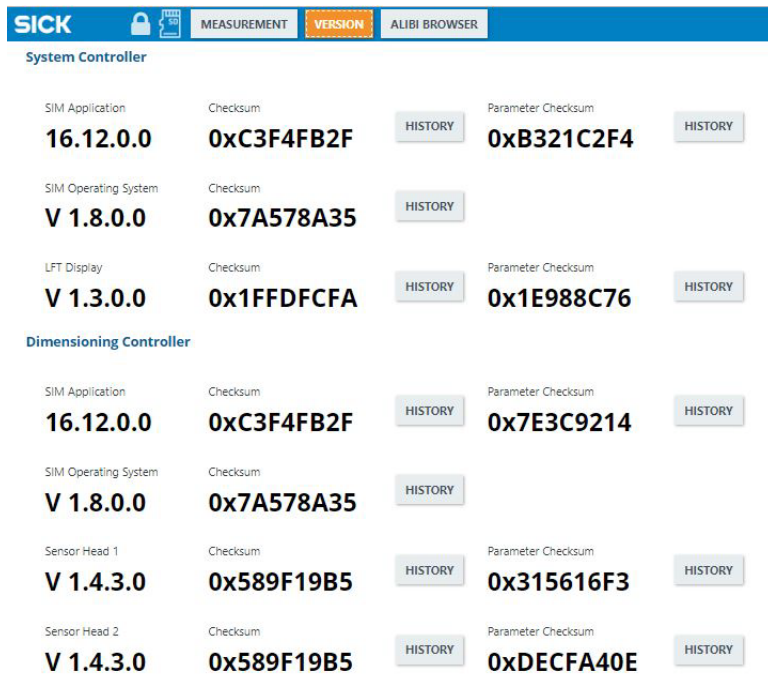 SICK SD MEASUREMENT VERSION ALIBI BROWSER
System Controller
SIM Application Checksum Parameter Checksum
16.12.0.0 0xC3F4FB2F HISTORY 0xB321C2F4 HISTORY
SIM Operating System Checksum
V 1.8.0.0 0x7A578A35 HISTORY
LFT Display Checksum Parameter Checksum
V 1.3.0.0 0x1FFDFCFA HISTORY 0x1E988C76 HISTORY
Dimensioning Controller
SIM Application Checksum Parameter Checksum
16.12.0.0 0xC3F4FB2F HISTORY 0x7E3C9214 HISTORY
SIM Operating System Checksum
V 1.8.0.0 0x7A578A35 HISTORY
Sensor Head 1 Checksum Parameter Checksum
V 1.4.3.0 0x589F19B5 HISTORY 0x315616F3 HISTORY
Sensor Head 2 Checksum Parameter Checksum
V 1.4.3.0 0x589F19B5 HISTORY 0xDECFA40E HISTORY